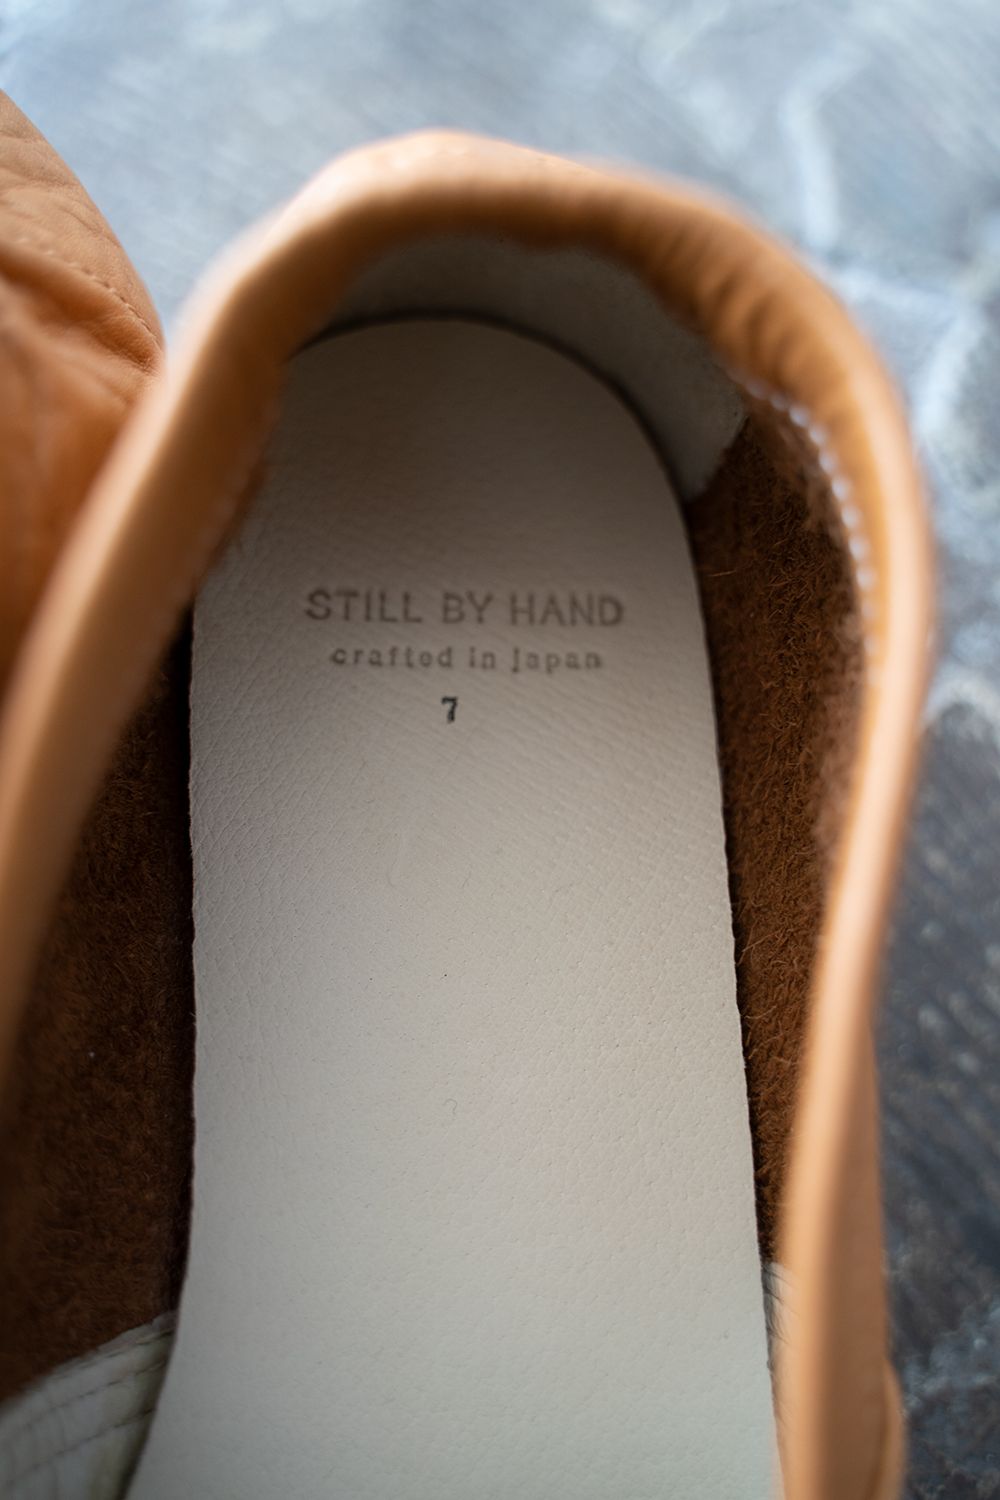 STILL BY HAND
crafted in japan
7